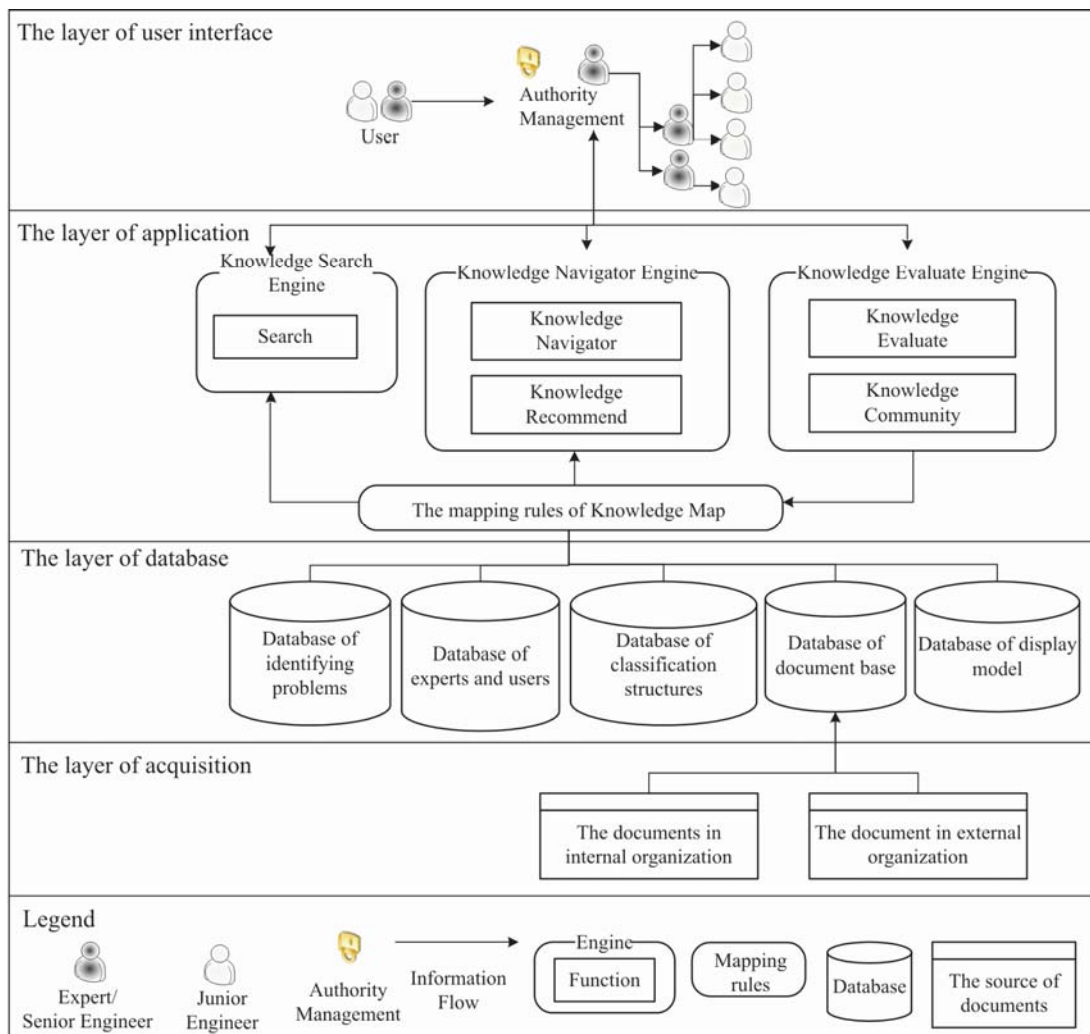 The layer of user interface
Authority
Management
User
The layer of application
Knowledge Search
Engine
Search
Knowledge Navigator Engine
Knowledge
Navigator
Knowledge
Recommend
Knowledge Evaluate Engine
Knowledge
Evaluate
Knowledge
Community
The mapping rules of Knowledge Map
The layer of database
Database of
identifying
problems
Database of
experts and users
Database of
classification
structures
Database of
document base
Database of display
model
The layer of acquisition
The documents in
internal organization
The document in external
organization
Legend
Expert/
Senior Engineer
Junior
Engineer
Authority
Management
Information
Flow
Engine
Function
Mapping
rules
Database
The source of
documents